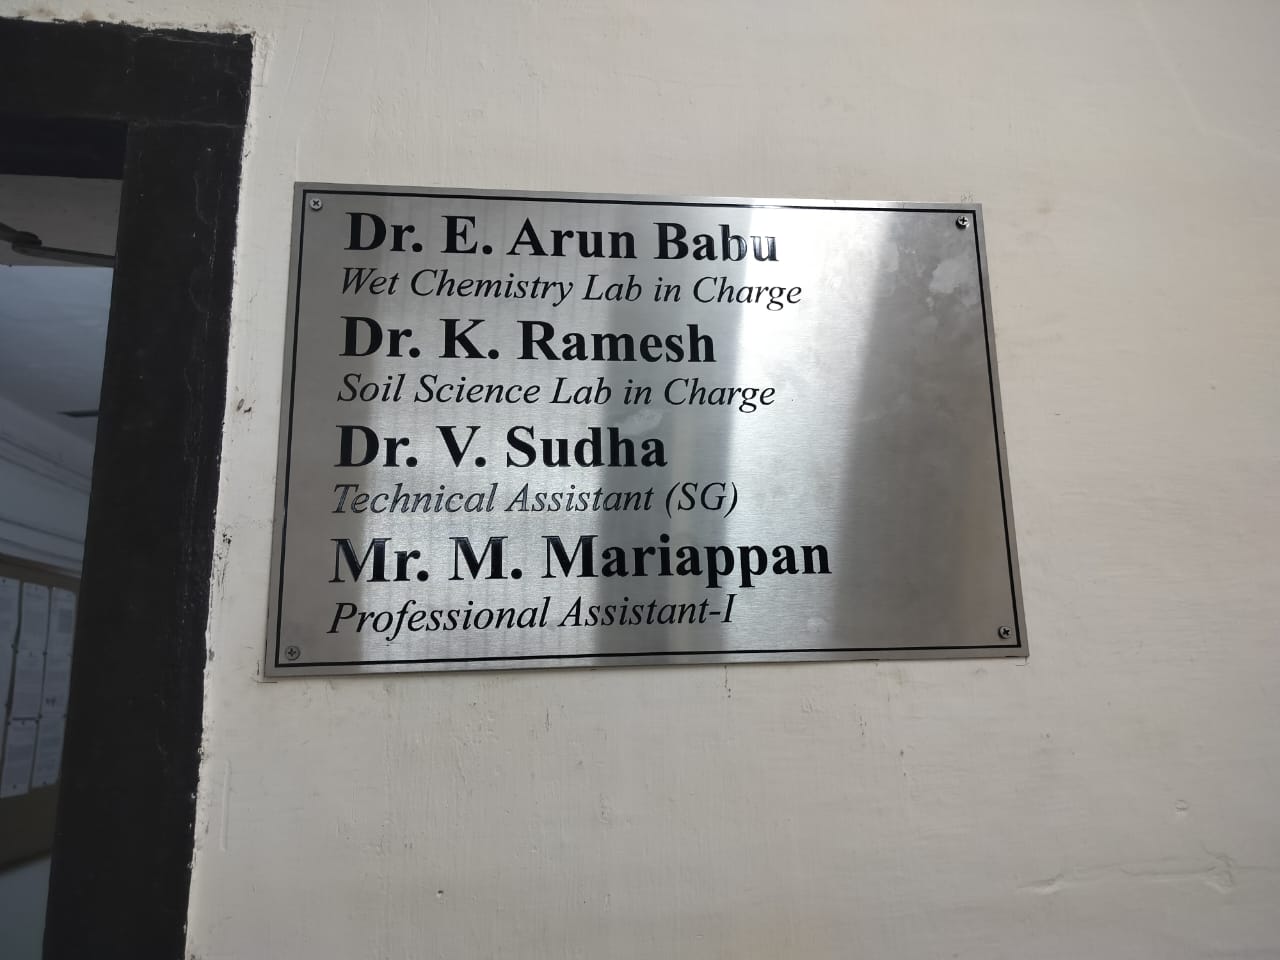 Dr. E. Arun Babu
Wet Chemistry Lab in Charge
Dr. K. Ramesh
Soil Science Lab in Charge
Dr. V. Sudha
Technical Assistant (SG)
Mr. M. Mariappan
Professional Assistant-I